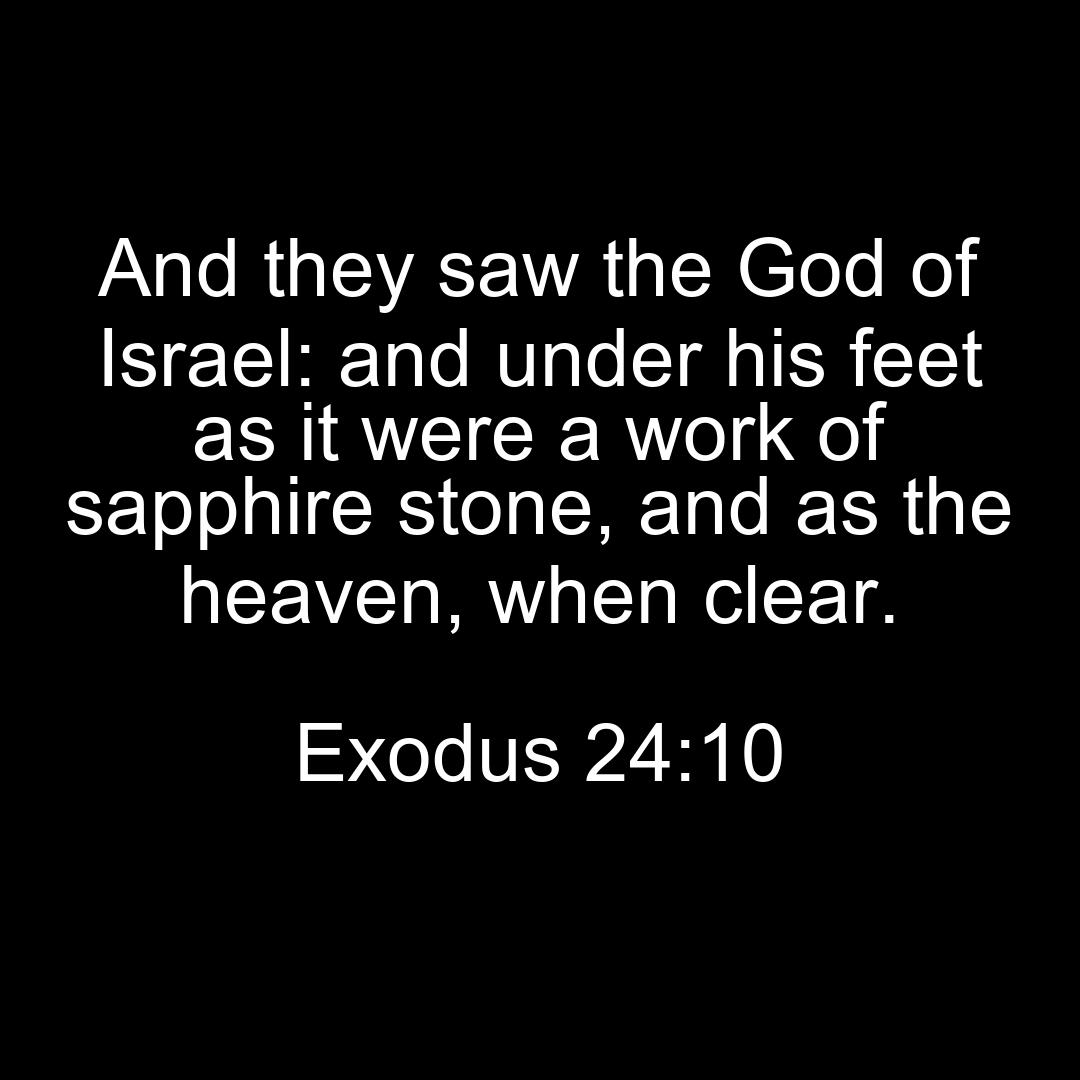 And they saw the God of
Israel: and under his feet
as it were a work of
sapphire stone, and as the
heaven, when clear.
Exodus 24:10